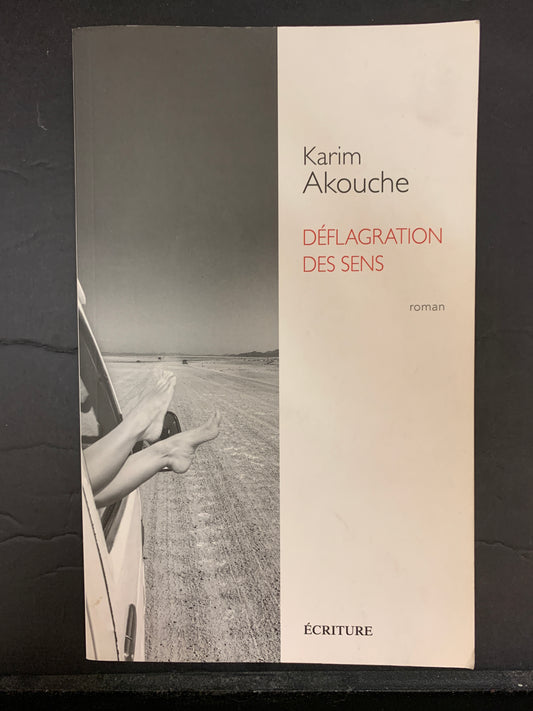 Karim
Akouche
DÉFLAGRATION
DES SENS
roman
ÉCRITURE